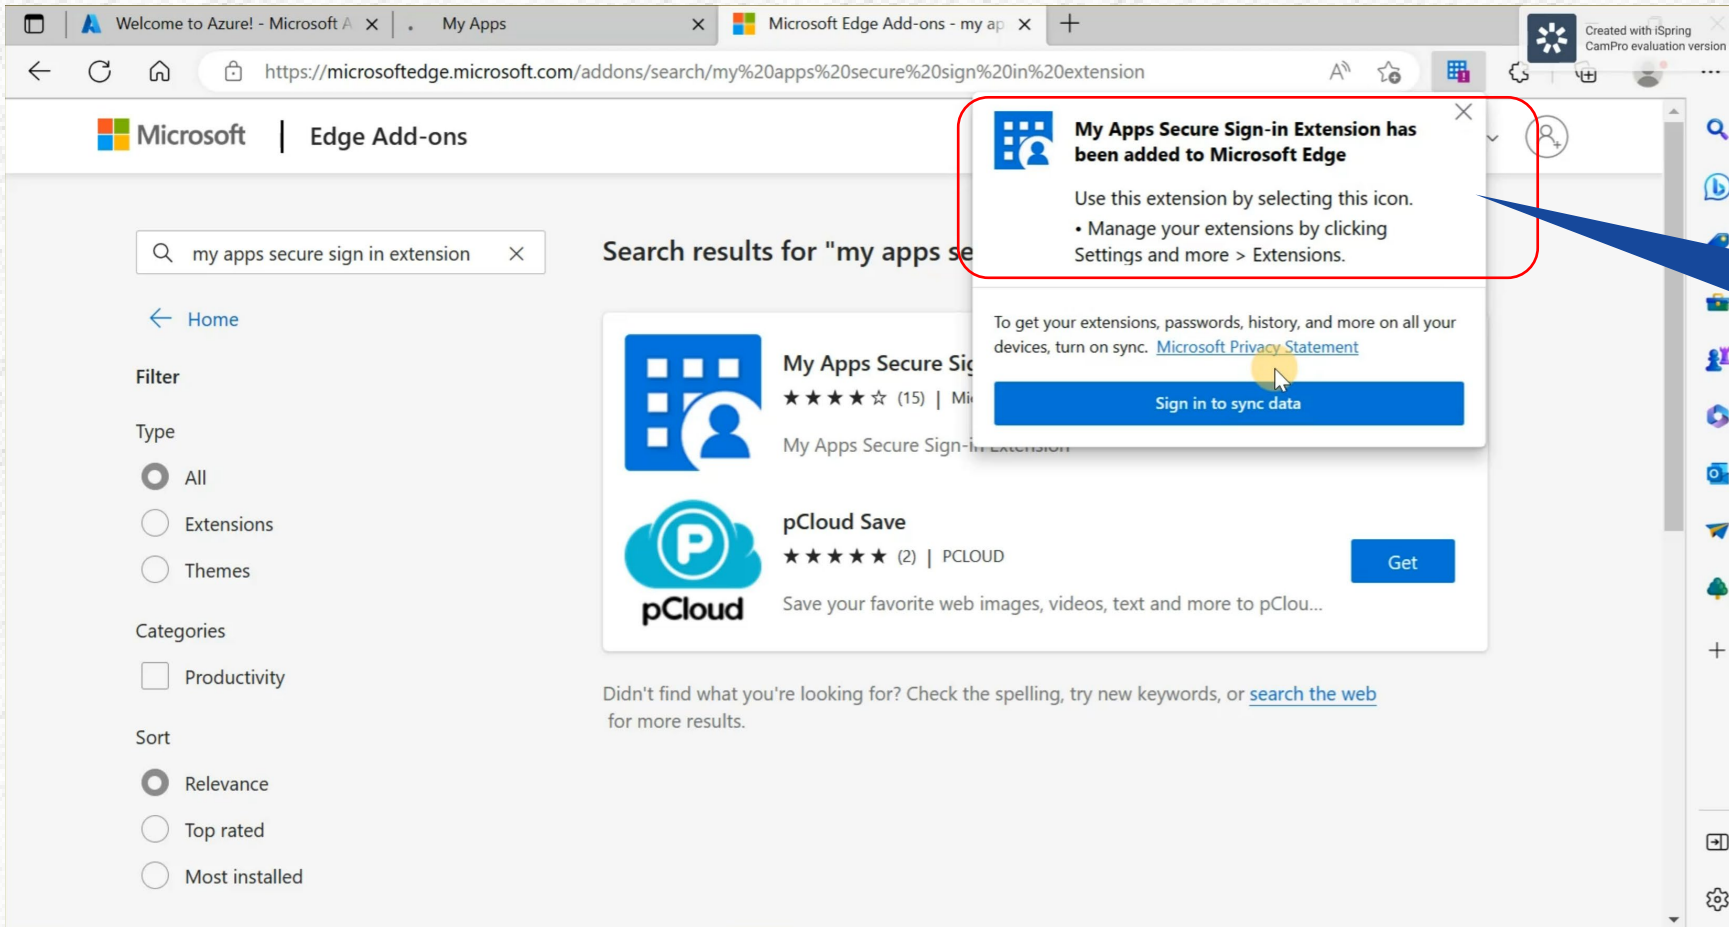 Welcome to Azure! - Microsoft A
My Apps
Microsoft Edge Add-ons - my ap
Created with iSpring
CamPro evaluation version
https://microsoftedge.microsoft.com/addons/search/my%20apps%20secure%20sign%20in%20extension
Microsoft
Edge Add-ons
My Apps Secure Sign-in Extension has
been added to Microsoft Edge
Use this extension by selecting this icon.
• Manage your extensions by clicking
Settings and more > Extensions.
To get your extensions, passwords, history, and more on all your
devices, turn on sync. Microsoft Privacy Statement
Sign in to sync data
my apps secure sign in extension
Home
Filter
Type
All
Extensions
Themes
Categories
Productivity
Sort
Relevance
Top rated
Most installed
Search results for "my apps se
My Apps Secure Sig
(15) | Mi
My Apps Secure Sign-in Extension
pCloud
pCloud Save
(2) | PCLOUD
Save your favorite web images, videos, text and more to pClou...
Get
Didn't find what you're looking for? Check the spelling, try new keywords, or search the web
for more results.